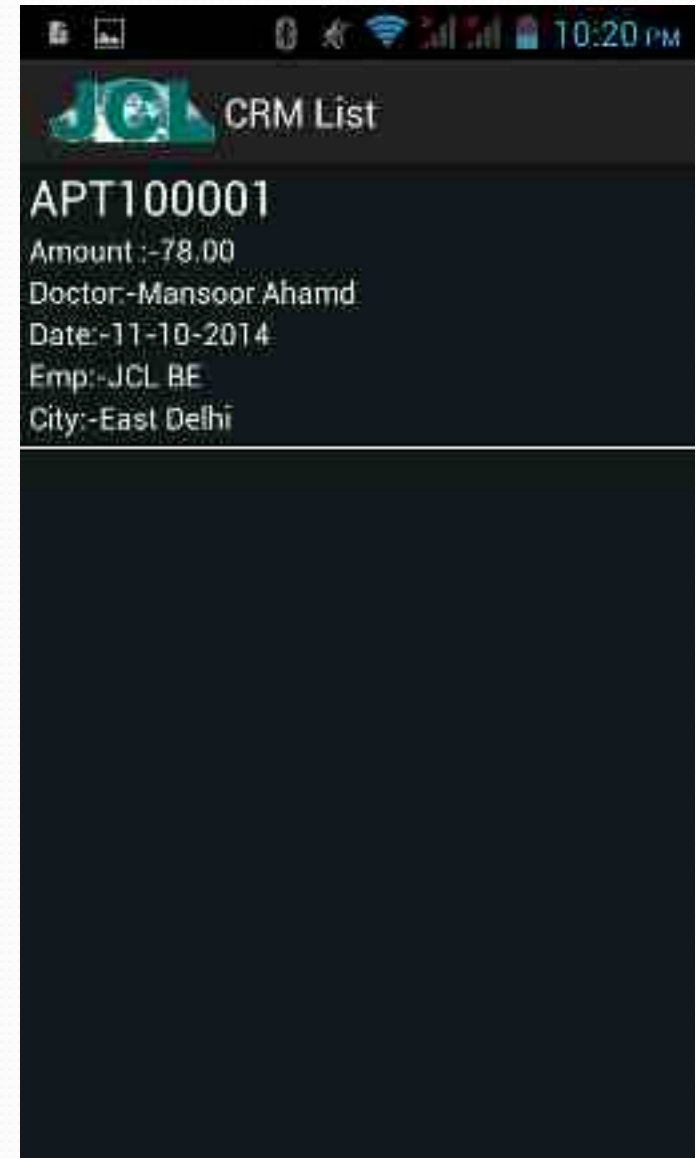 10:20 PM
JCL CRM List
APT100001
Amount :-78.00
Doctor:-Mansoor Ahamd
Date:-11-10-2014
Emp:-JCL BE
City:-East Delhi